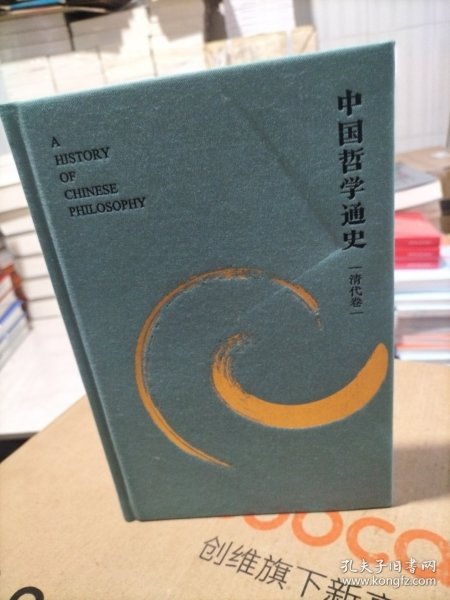 A
HISTORY
OF
CHINESE
PHILOSOPHY
中国哲学通史
清代卷
创维旗下新
孔夫子旧书网
www.kongfz.com